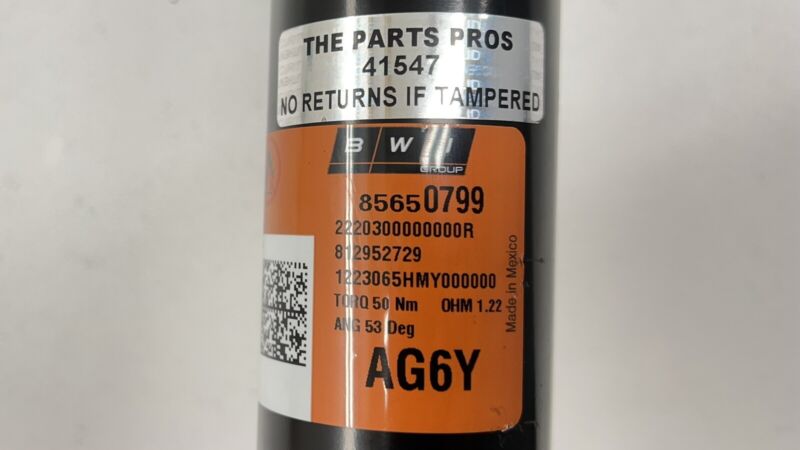 THE PARTS PROS
41547
NO RETURNS IF TAMPERED
BWI
GROUP
85650799
2220300000000R
812952729
1223065HMY000000
TORQ 50 Nm OHM 1.22
ANG 53 Deg
AG6Y
Made in Mexico